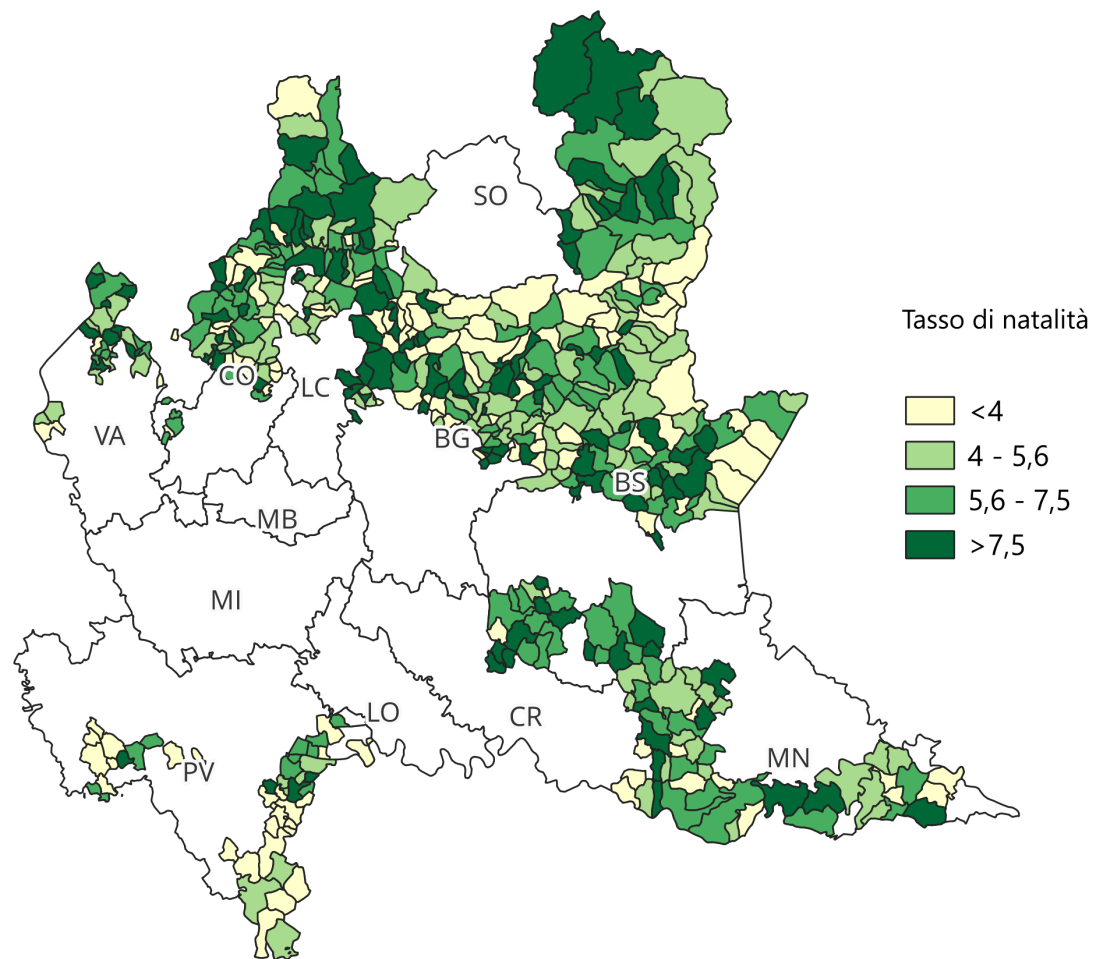 SO
Tasso di natalità
CO
LC
<4
VA
BG
4 - 5,6
BS
5,6 - 7,5
MB
>7,5
MI
LO
CR
MN
PV